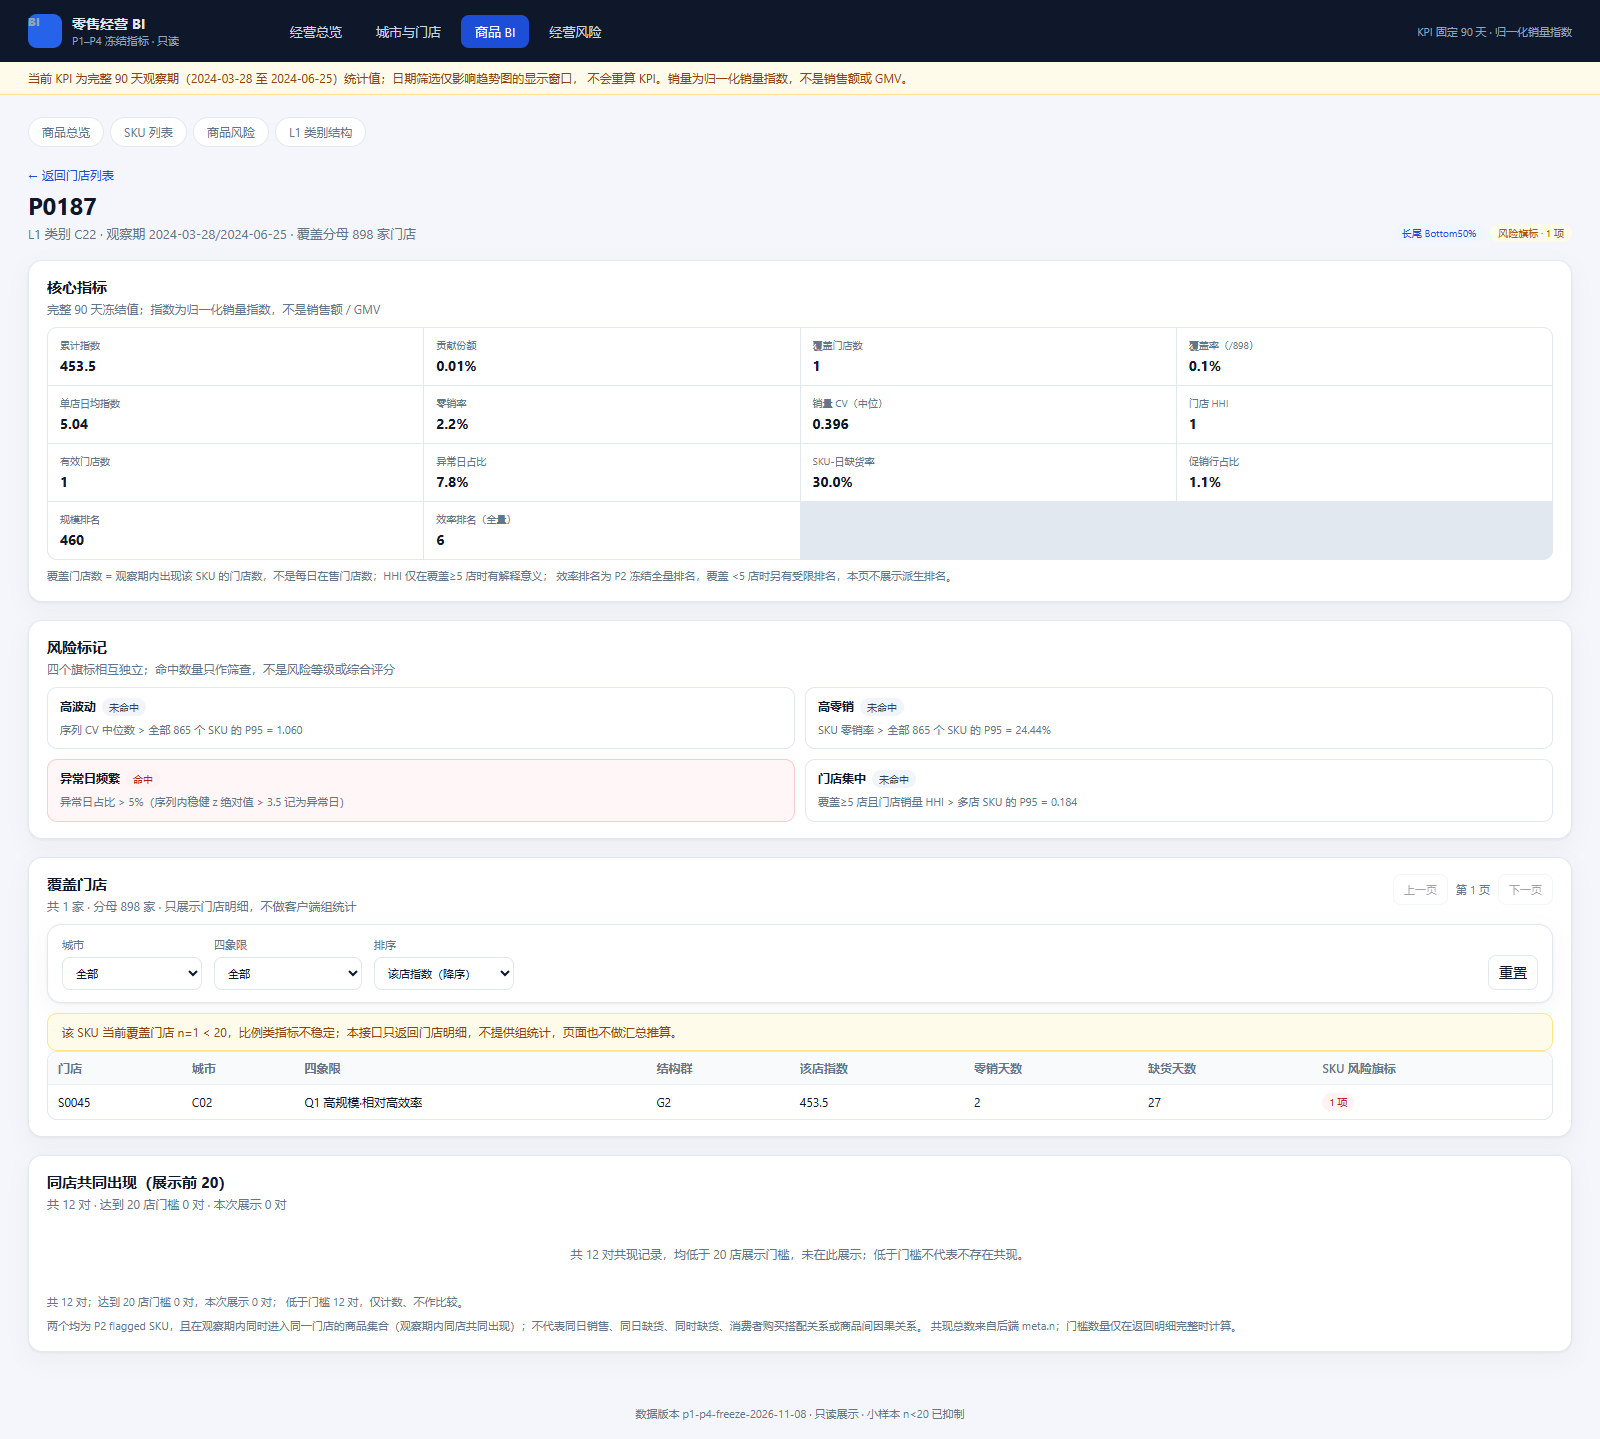 BI
零售经营 BI
P1–P4 冻结指标 · 只读
经营总览
城市与门店
商品 BI
经营风险
KPI 固定 90 天 · 归一化销量指数
当前 KPI 为完整 90 天观察期（2024-03-28 至 2024-06-25）统计值；日期筛选仅影响趋势图的显示窗口， 不会重算 KPI。销量为归一化销量指数，不是销售额或 GMV。
商品总览
SKU 列表
商品风险
L1 类别结构
← 返回门店列表
P0187
L1 类别 C22 · 观察期 2024-03-28/2024-06-25 · 覆盖分母 898 家门店
长尾 Bottom50%
风险旗标 · 1 项
核心指标
完整 90 天冻结值；指数为归一化销量指数，不是销售额 / GMV
累计指数
453.5
贡献份额
0.01%
覆盖门店数
1
覆盖率（/898）
0.1%
单店日均指数
5.04
零销率
2.2%
销量 CV（中位）
0.396
门店 HHI
1
有效门店数
1
异常日占比
7.8%
SKU-日缺货率
30.0%
促销行占比
1.1%
规模排名
460
效率排名（全量）
6
覆盖门店数 = 观察期内出现该 SKU 的门店数，不是每日在售门店数；HHI 仅在覆盖≥5 店时有解释意义； 效率排名为 P2 冻结全量排名，覆盖 <5 店时另有受限排名，本页不展示派生排名。
风险标记
四个旗标相互独立；命中数量只作筛查，不是风险等级或综合评分
高波动
未命中
序列 CV 中位数 > 全部 865 个 SKU 的 P95 = 1.060
高零销
未命中
SKU 零销率 > 全部 865 个 SKU 的 P95 = 24.44%
异常日频繁
命中
异常日占比 > 5%（序列内稳健 z 绝对值 > 3.5 记为异常日）
门店集中
未命中
覆盖≥5 店且门店销量 HHI > 多店 SKU 的 P95 = 0.184
覆盖门店
共 1 家 · 分母 898 家 · 只展示门店明细，不做客户端组统计
上一页
第 1 页
下一页
城市
四象限
排序
全部
全部
该店指数（降序）
重置
该 SKU 当前覆盖门店 n=1 < 20，比例类指标不稳定；本接口只返回门店明细，不提供组统计，页面也不做汇总推算。
门店 城市 四象限 结构群 该店指数 零销天数 缺货天数 SKU 风险旗标
S0045 C02 Q1 高规模·相对高效率 G2 453.5 2 27 1 项
同店共同出现（展示前 20）
共 12 对 · 达到 20 店门槛 0 对 · 本次展示 0 对
共 12 对共现记录，均低于 20 店展示门槛，未在此展示；低于门槛不代表不存在共现。
共 12 对；达到 20 店门槛 0 对，本次展示 0 对； 低于门槛 12 对，仅计数、不作比较。
两个均为 P2 flagged SKU，且在观察期内同时进入同一门店的商品集合（观察期内同店共同出现）；不代表同日销售、同日缺货、同时缺货、消费者购买搭配关系或商品间因果关系。 共现总数来自后端 meta.n；门槛数量仅在返回明细完整时计算。
数据版本 p1-p4-freeze-2026-11-08 · 只读展示 · 小样本 n<20 已抑制